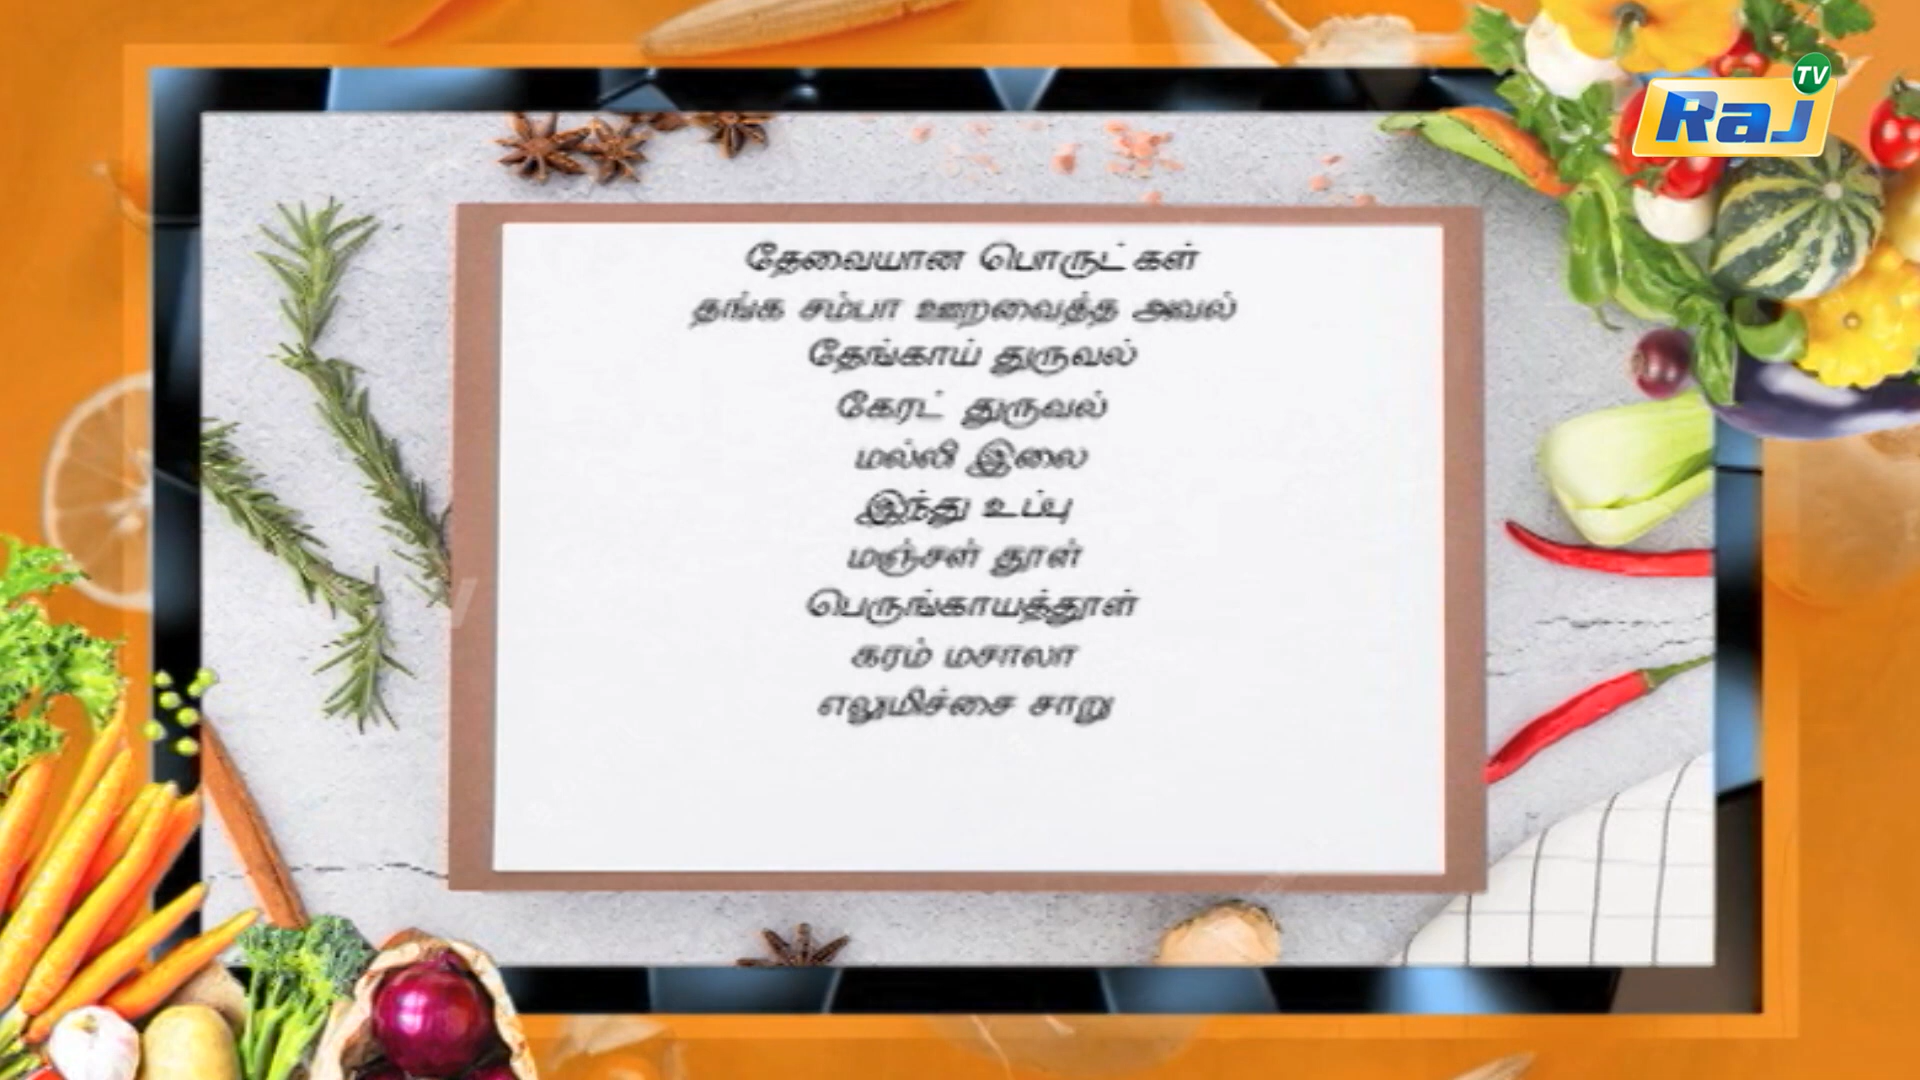 Raj TV
தேவையான பொருட்கள்
தங்க சம்பா ஊறவைத்த அவல்
தேங்காய் துருவல்
கேரட் துருவல்
மல்லி இலை
இந்து உப்பு
மஞ்சள் தூள்
பெருங்காயத்தூள்
கரம் மசாலா
எலுமிச்சை சாறு